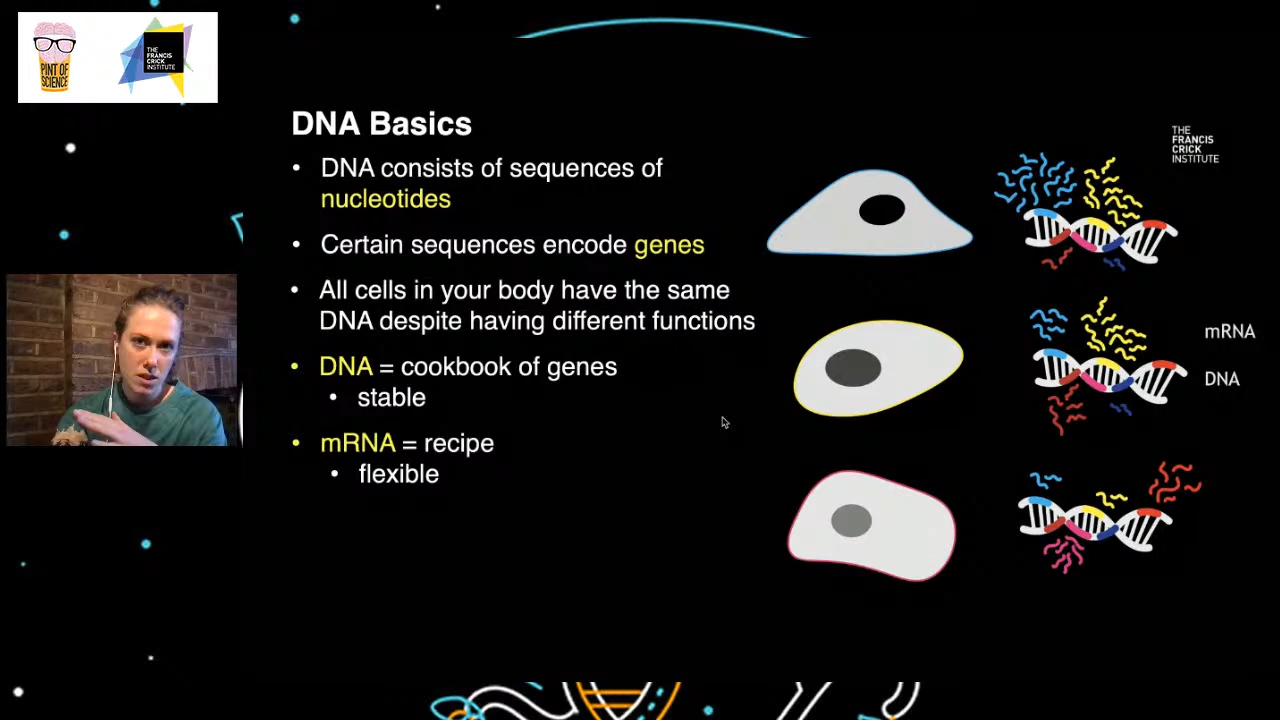 PINT OF
SCIENCE
THE
FRANCIS
CRICK
INSTITUTE
DNA Basics
• DNA consists of sequences of
nucleotides
• Certain sequences encode genes
• All cells in your body have the same
DNA despite having different functions
• DNA = cookbook of genes
• stable
• mRNA = recipe
• flexible
THE
FRANCIS
CRICK
INSTITUTE
mRNA
DNA